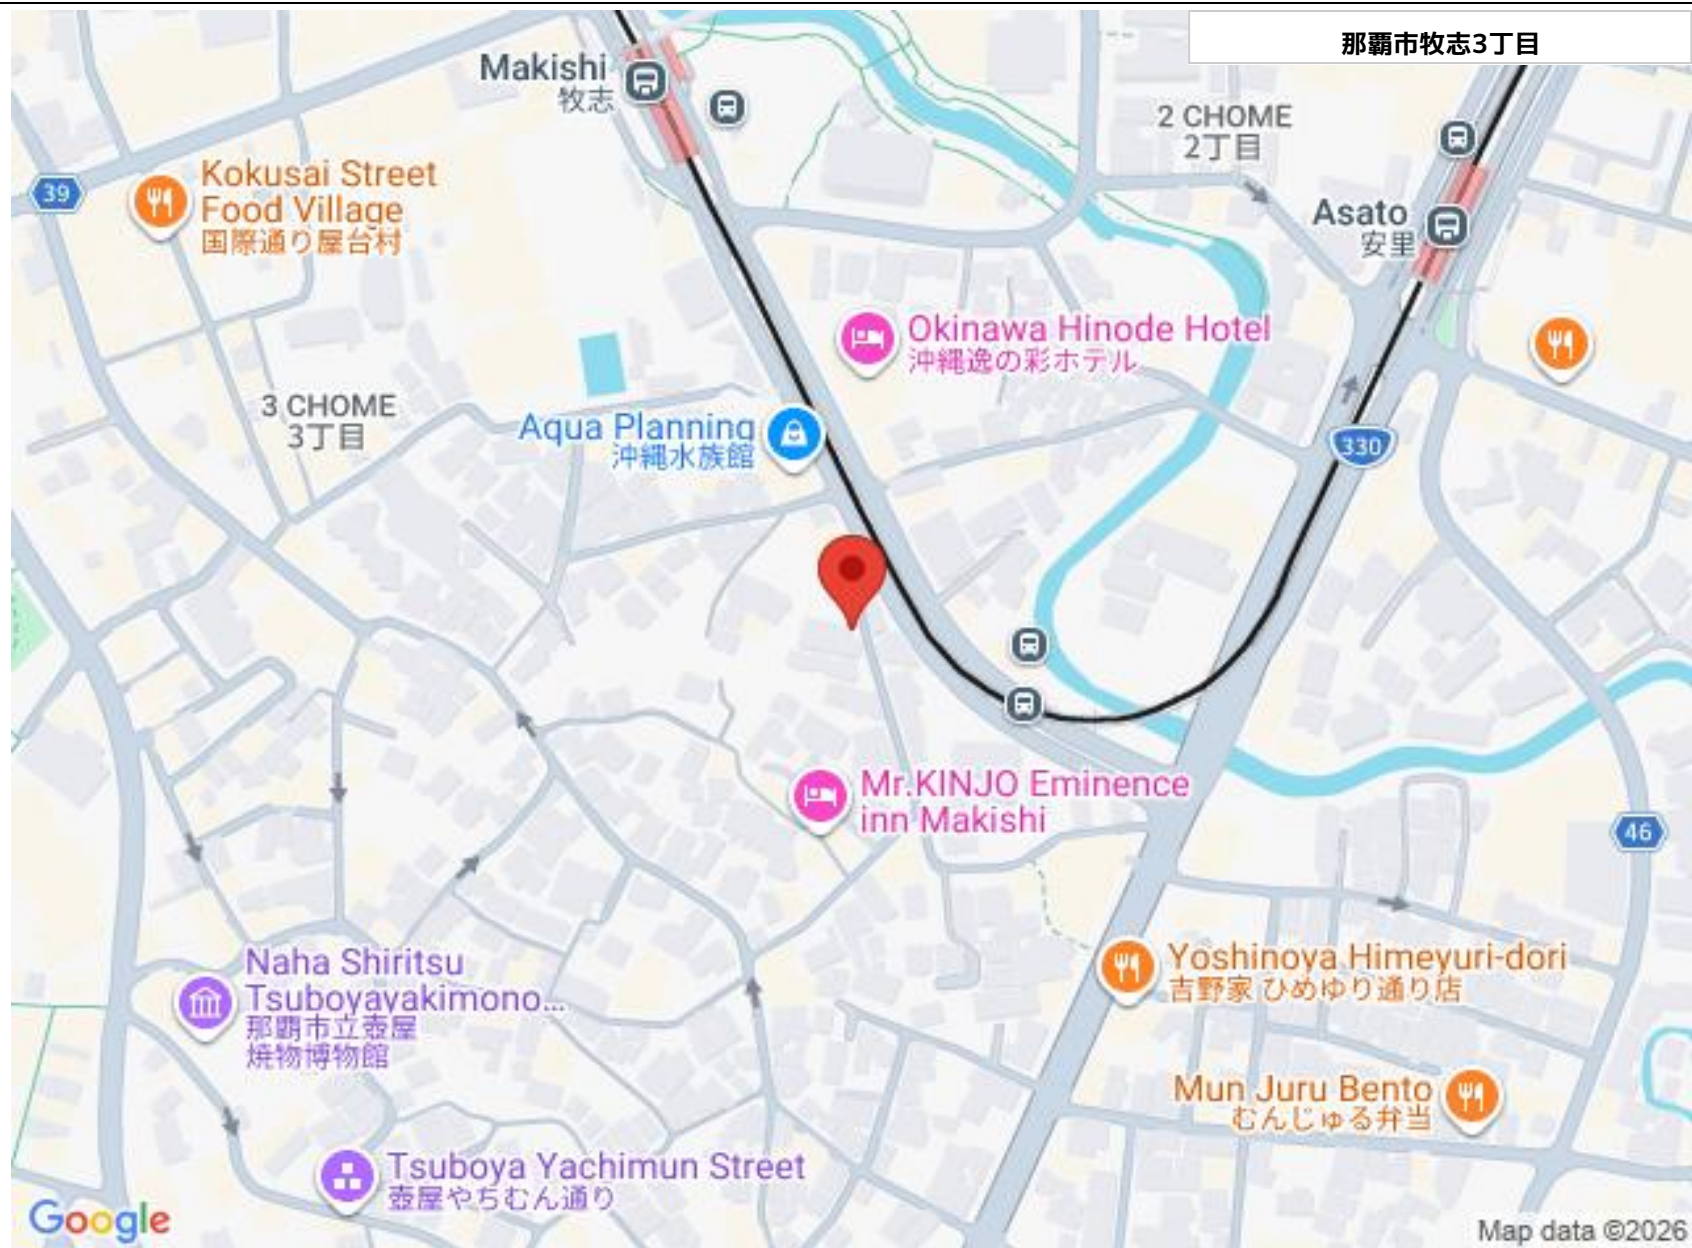 那覇市牧志3丁目
Makishi
牧志
2 CHOME
2丁目
39
Kokusai Street
Food Village
国際通り屋台村
Asato
安里
Okinawa Hinode Hotel
沖縄逸の彩ホテル
3 CHOME
3丁目
Aqua Planning
沖縄水族館
330
Mr.KINJO Eminence
inn Makishi
46
Naha Shiritsu
Tsuboyayakimono...
那覇市立壺屋
焼物博物館
Yoshinoya Himeyuri-dori
吉野家 ひめゆり通り店
Mun Juru Bento
むんじゅる弁当
Tsuboya Yachimun Street
壺屋やちむん通り
Google
Map data ©2026